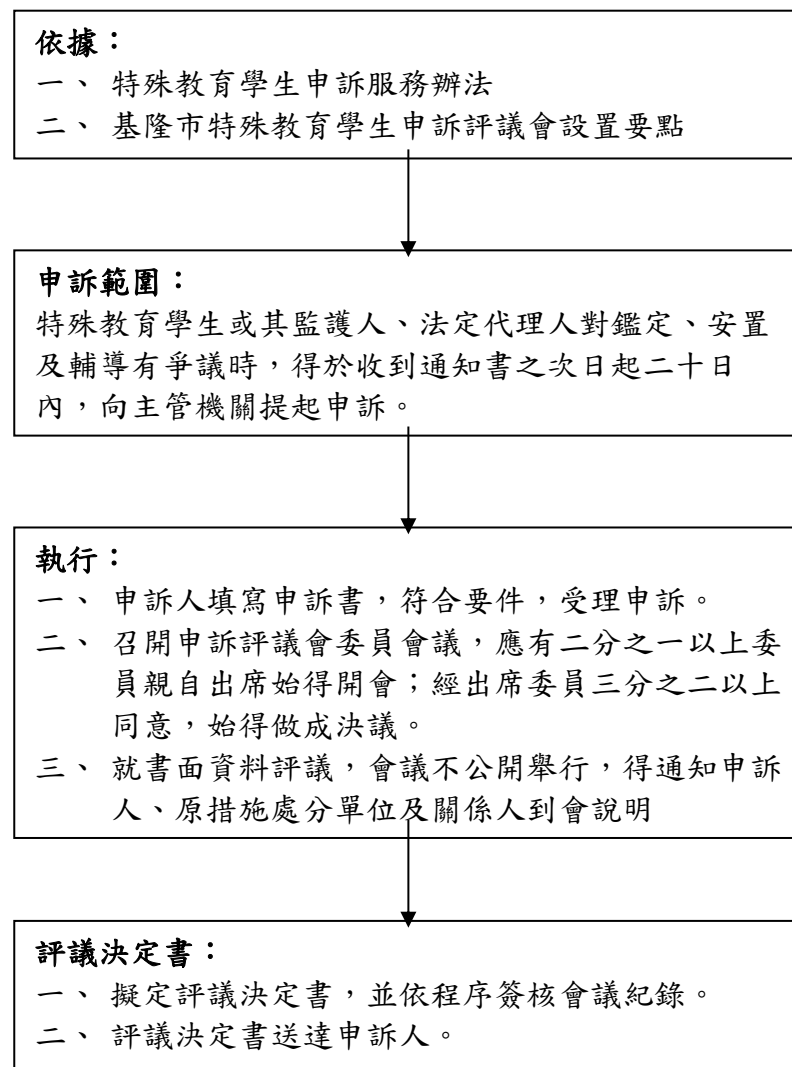 依據：
一、 特殊教育學生申訴服務辦法
二、 基隆市特殊教育學生申訴評議會設置要點
申訴範圍：
特殊教育學生或其監護人、法定代理人對鑑定、安置
及輔導有爭議時，得於收到通知書之次日起二十日
內，向主管機關提起申訴。
執行：
一、 申訴人填寫申訴書，符合要件，受理申訴。
二、 召開申訴評議會委員會議，應有二分之一以上委
員親自出席始得開會；經出席委員三分之二以上
同意，始得做成決議。
三、 就書面資料評議，會議不公開舉行，得通知申訴
人、原措施處分單位及關係人到會說明
評議決定書：
一、 擬定評議決定書，並依程序簽核會議紀錄。
二、 評議決定書送達申訴人。